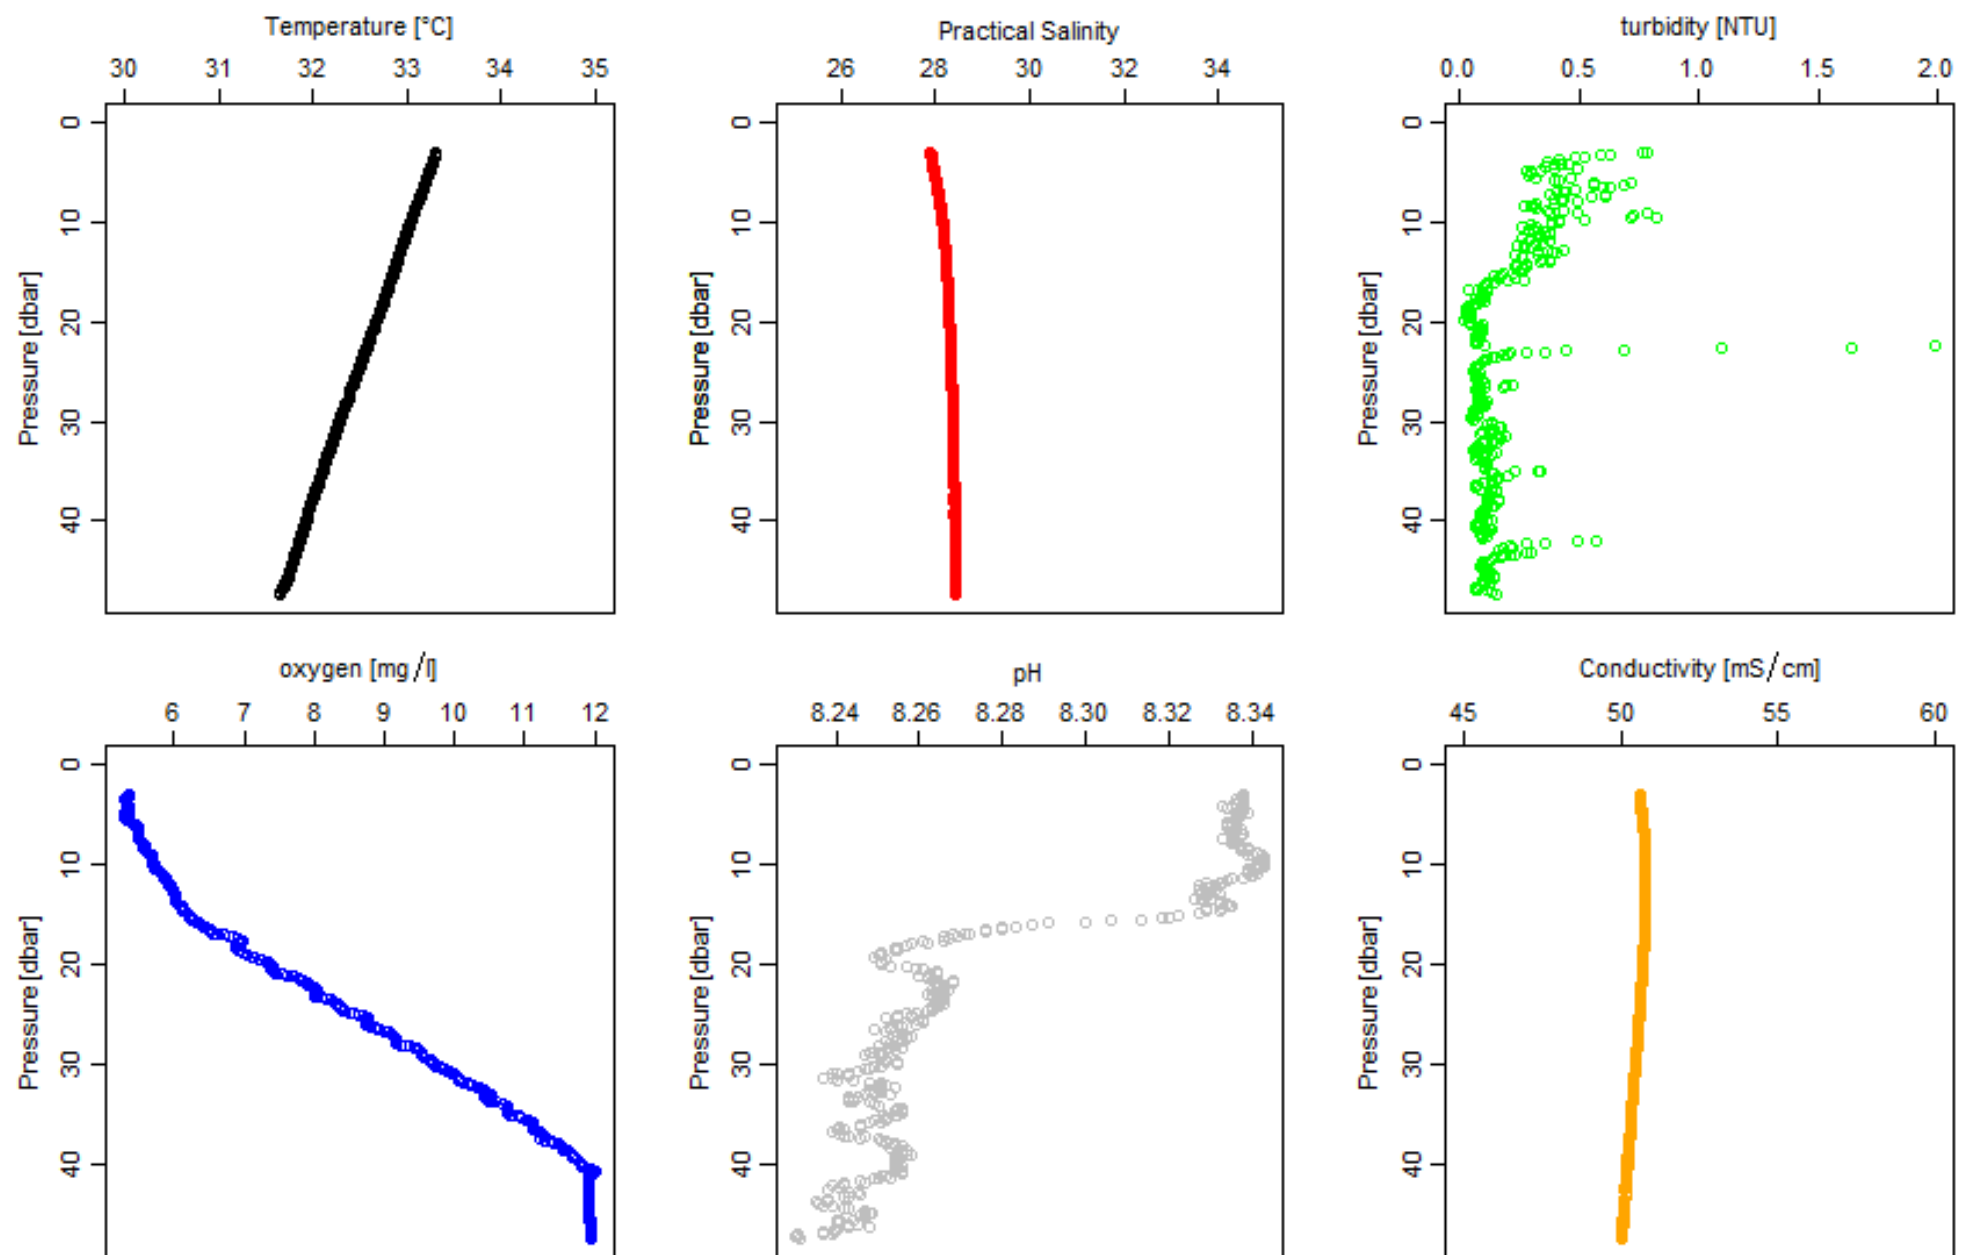 Temperature [°C]
30 31 32 33 34 35
0
10
20
30
40
Pressure [dbar]
Practical Salinity
26 28 30 32 34
0
10
20
30
40
Pressure [dbar]
turbidity [NTU]
0.0 0.5 1.0 1.5 2.0
0
10
20
30
40
Pressure [dbar]
oxygen [mg/l]
6 7 8 9 10 11 12
0
10
20
30
40
Pressure [dbar]
pH
8.24 8.26 8.28 8.30 8.32 8.34
0
10
20
30
40
Pressure [dbar]
Conductivity [mS/cm]
45 50 55 60
0
10
20
30
40
Pressure [dbar]